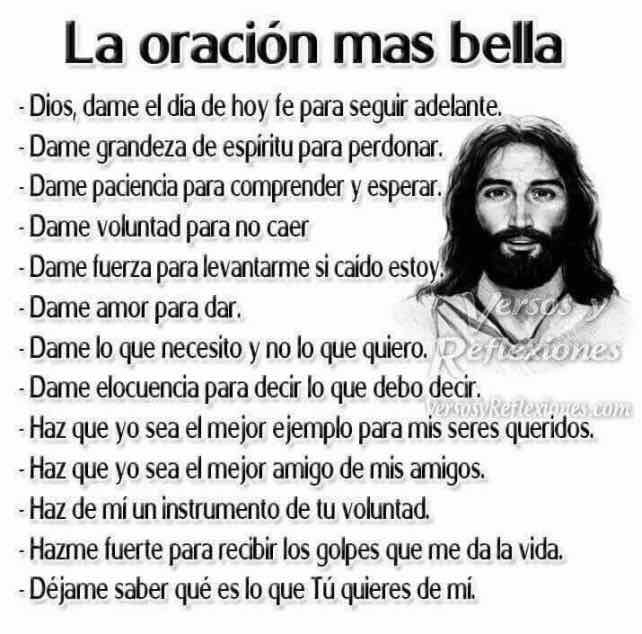 La oración mas bella
- Dios, dame el día de hoy fe para seguir adelante.
- Dame grandeza de espíritu para perdonar.
- Dame paciencia para comprender y esperar.
- Dame voluntad para no caer
- Dame fuerza para levantarme si caído estoy.
- Dame amor para dar.
Versos y
- Dame lo que necesito y no lo que quiero.
Reflexiones
- Dame elocuencia para decir lo que debo decir.
VersosyReflexiones.com
- Haz que yo sea el mejor ejemplo para mis seres queridos.
- Haz que yo sea el mejor amigo de mis amigos.
- Haz de mí un instrumento de tu voluntad.
- Hazme fuerte para recibir los golpes que me da la vida.
- Déjame saber qué es lo que Tú quieres de mí.